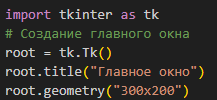 import tkinter as tk
# Создание главного окна
root = tk.Tk()
root.title("Главное окно")
root.geometry("300x200")